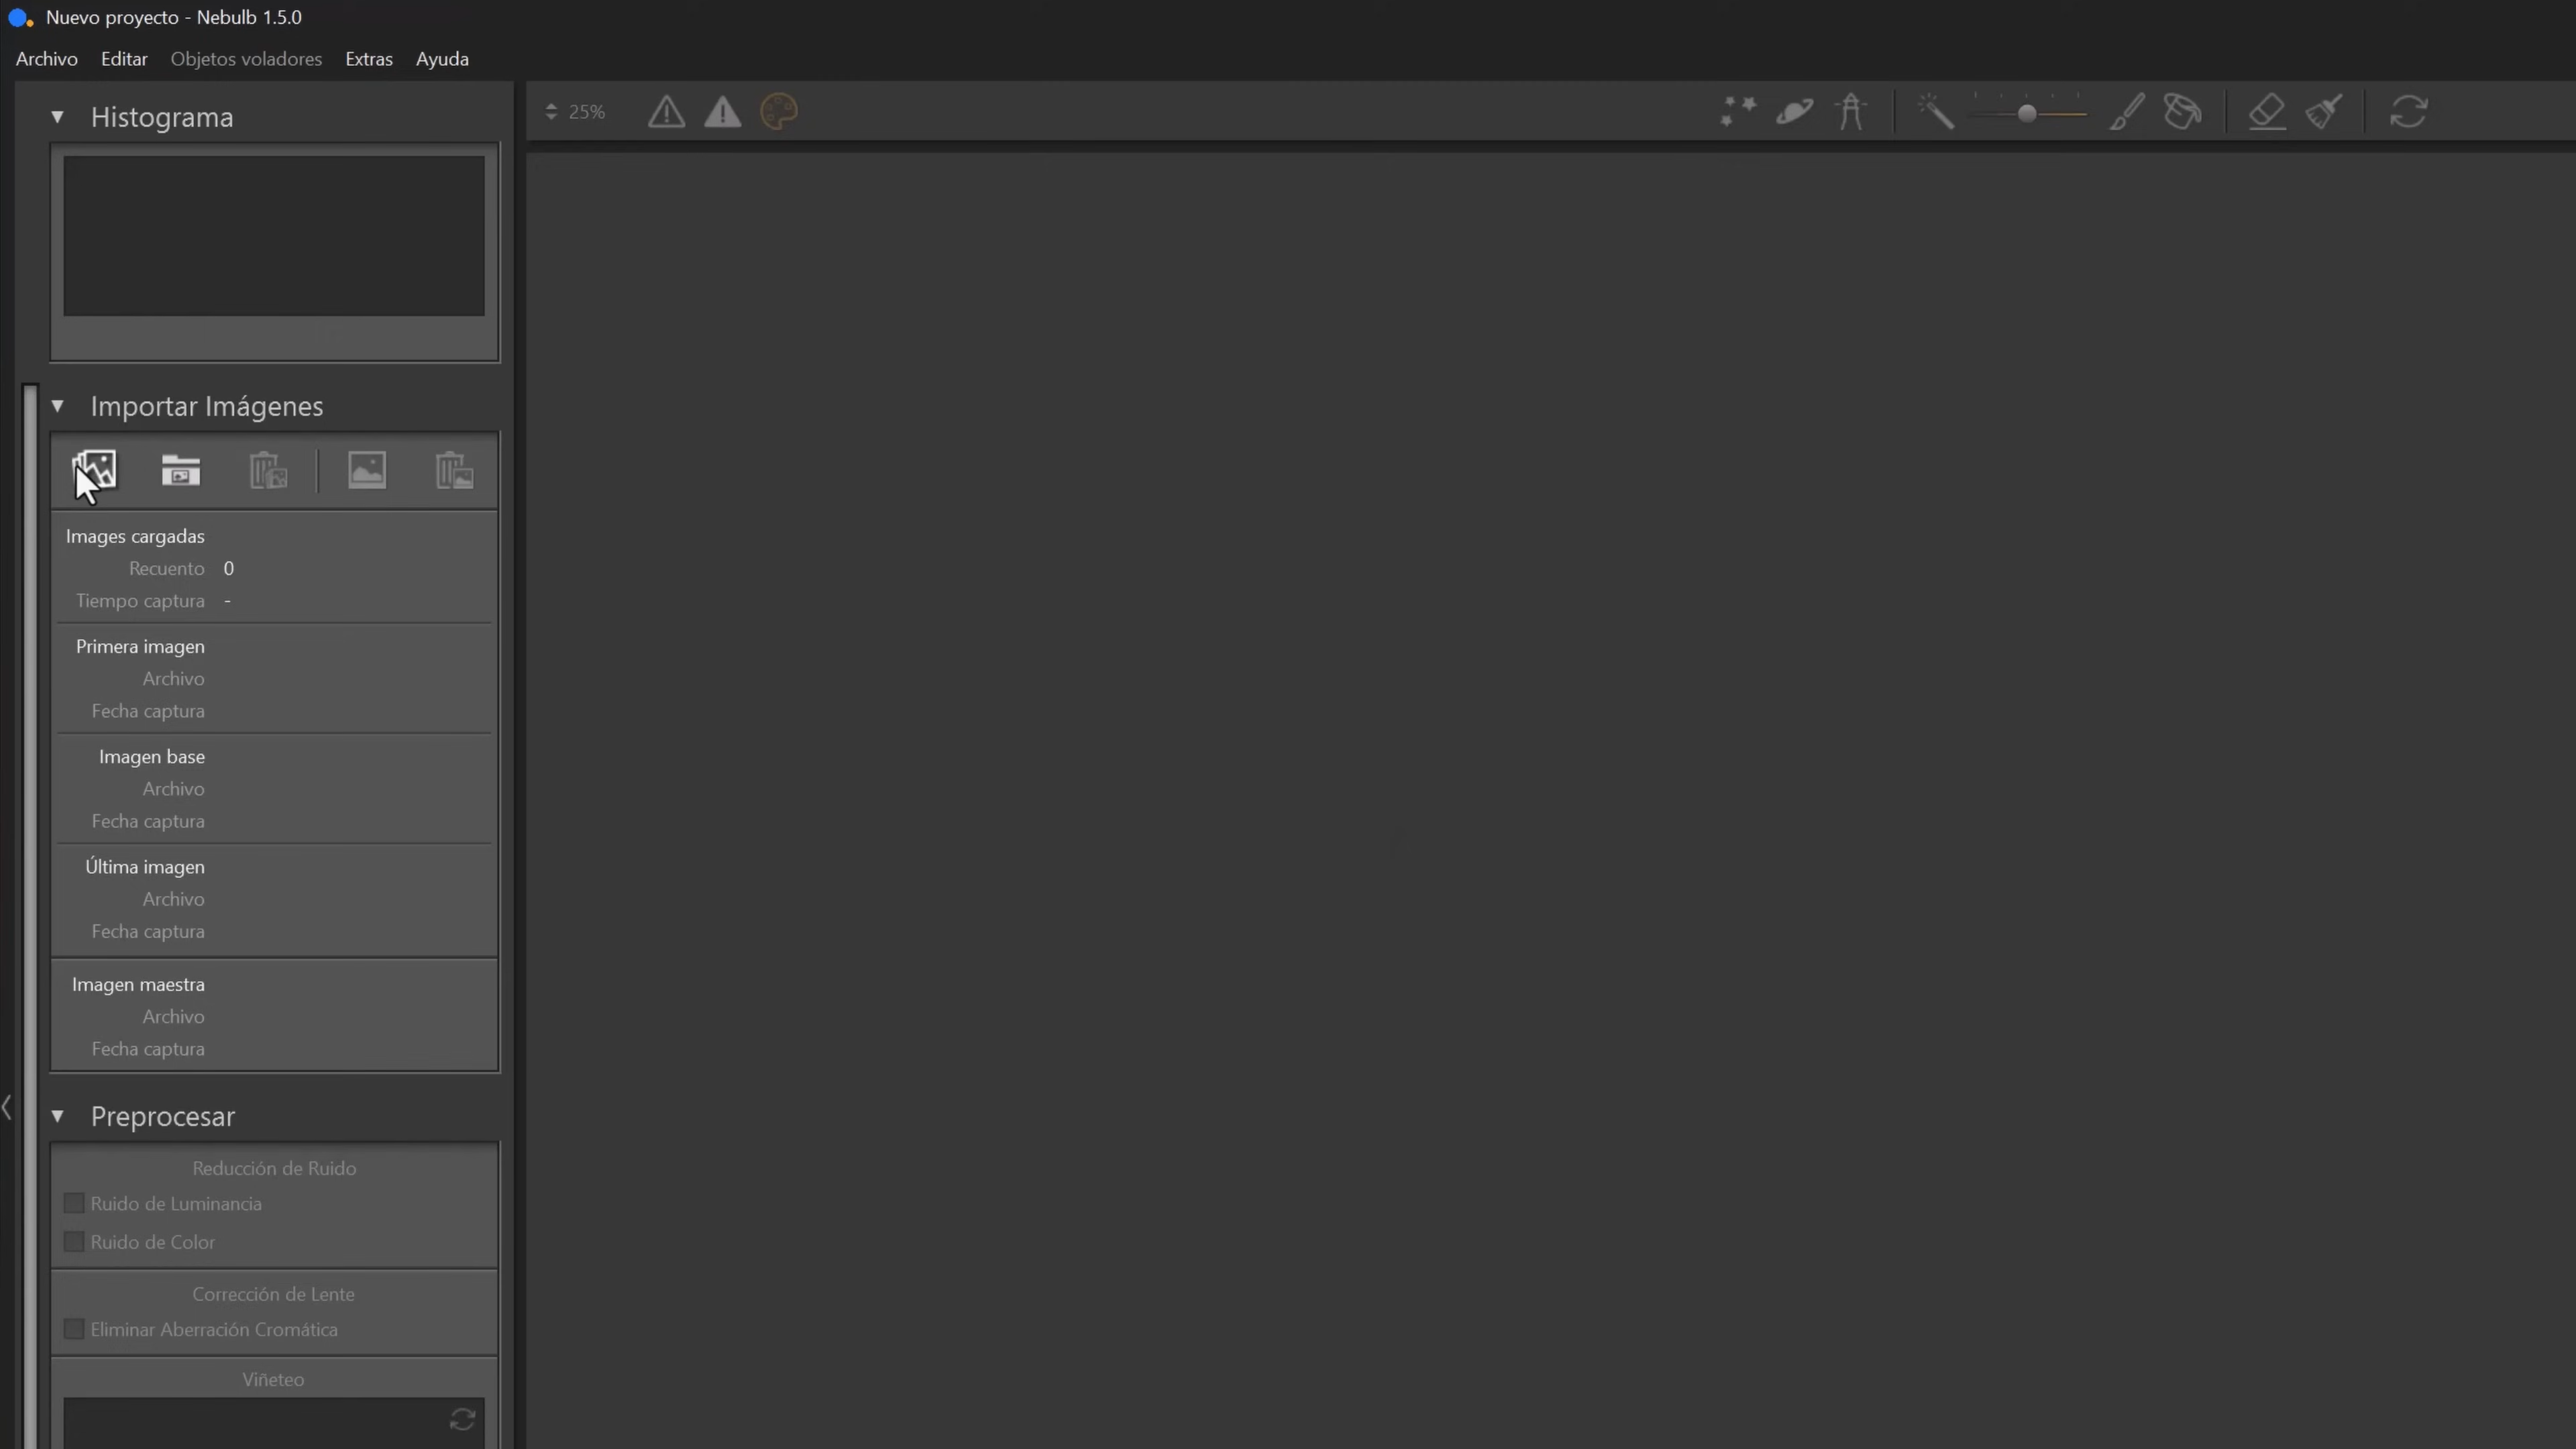 Nuevo proyecto - Nebulb 1.5.0
Archivo Editar Objetos voladores Extras Ayuda
25%
Histograma
Importar Imágenes
Images cargadas
Recuento 0
Tiempo captura -
Primera imagen
Archivo
Fecha captura
Imagen base
Archivo
Fecha captura
Última imagen
Archivo
Fecha captura
Imagen maestra
Archivo
Fecha captura
Preprocesar
Reducción de Ruido
Ruido de Luminancia
Ruido de Color
Corrección de Lente
Eliminar Aberración Cromática
Viñeteo